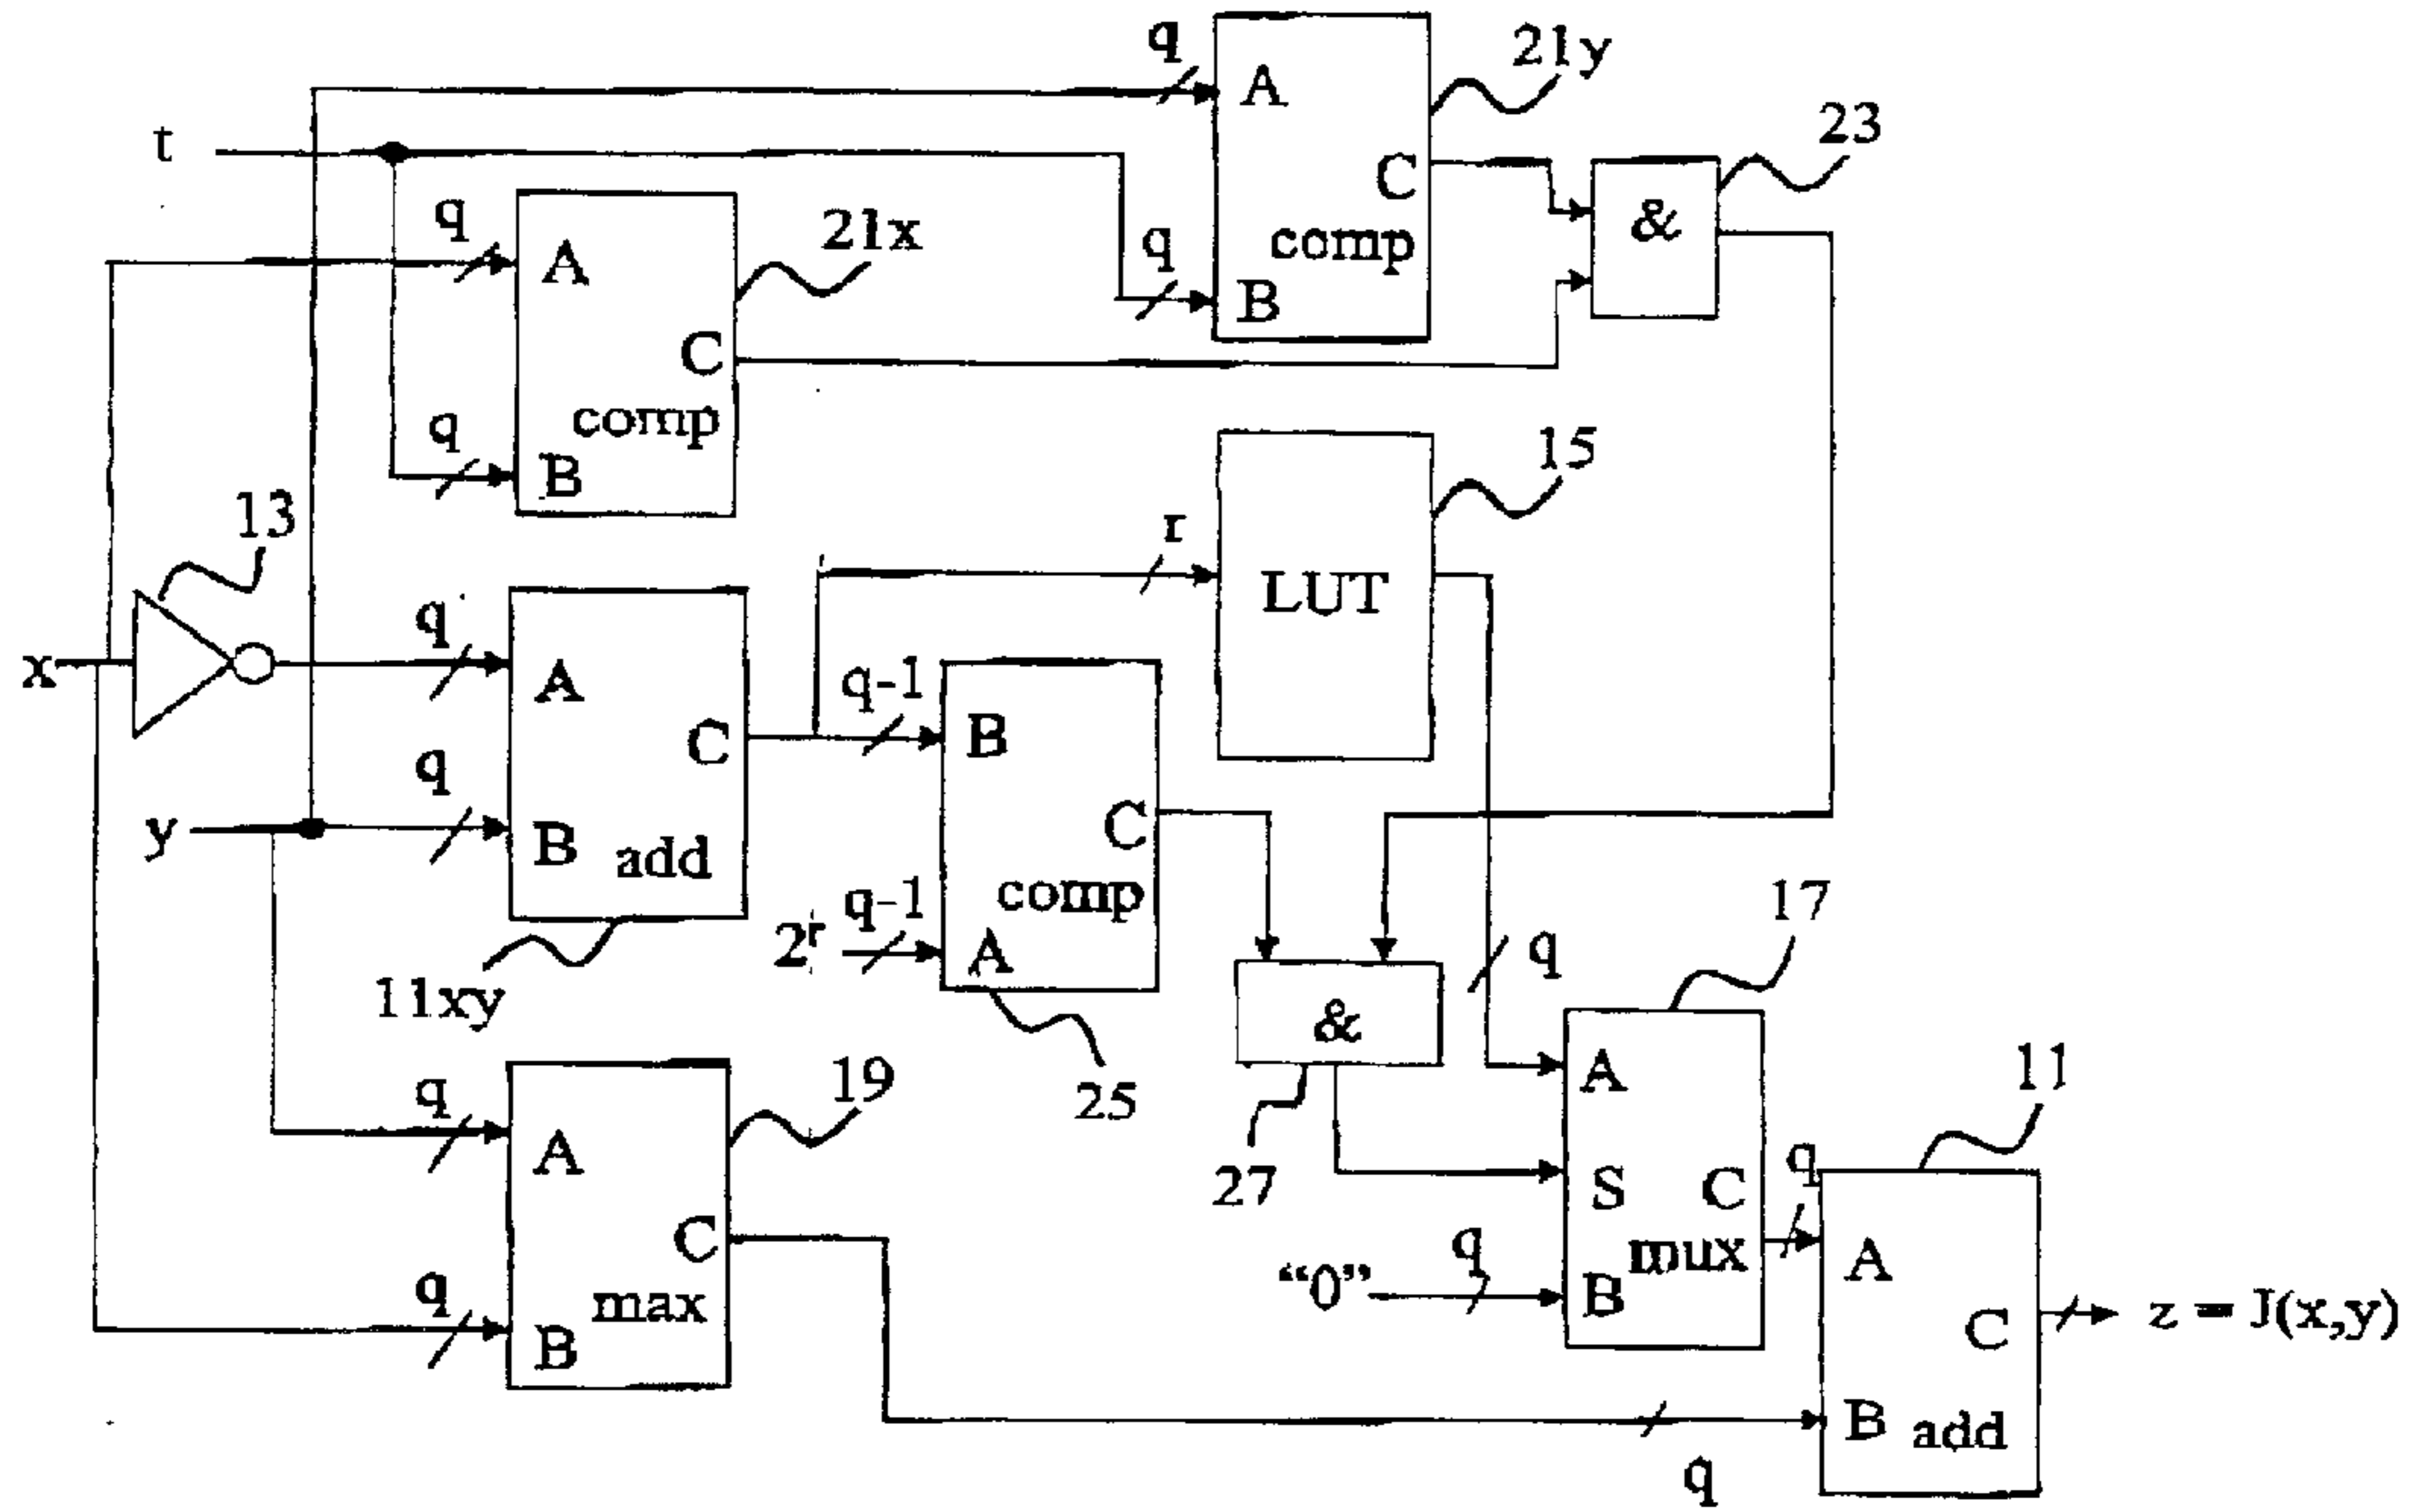 q
A
21y
t
23
C
&
q
comp
B
q
A
21x
C
q
comp
B
13
15
r
LUT
q
A
x
q-1
B
C
q
y
B
add
C
comp
q-1
2r
A
11xy
&
q
17
25
27
A
q
A
19
11
S
C
q
mux
q
"0"
B
C
q
max
B
A
C
z = J(x,y)
B
add
q